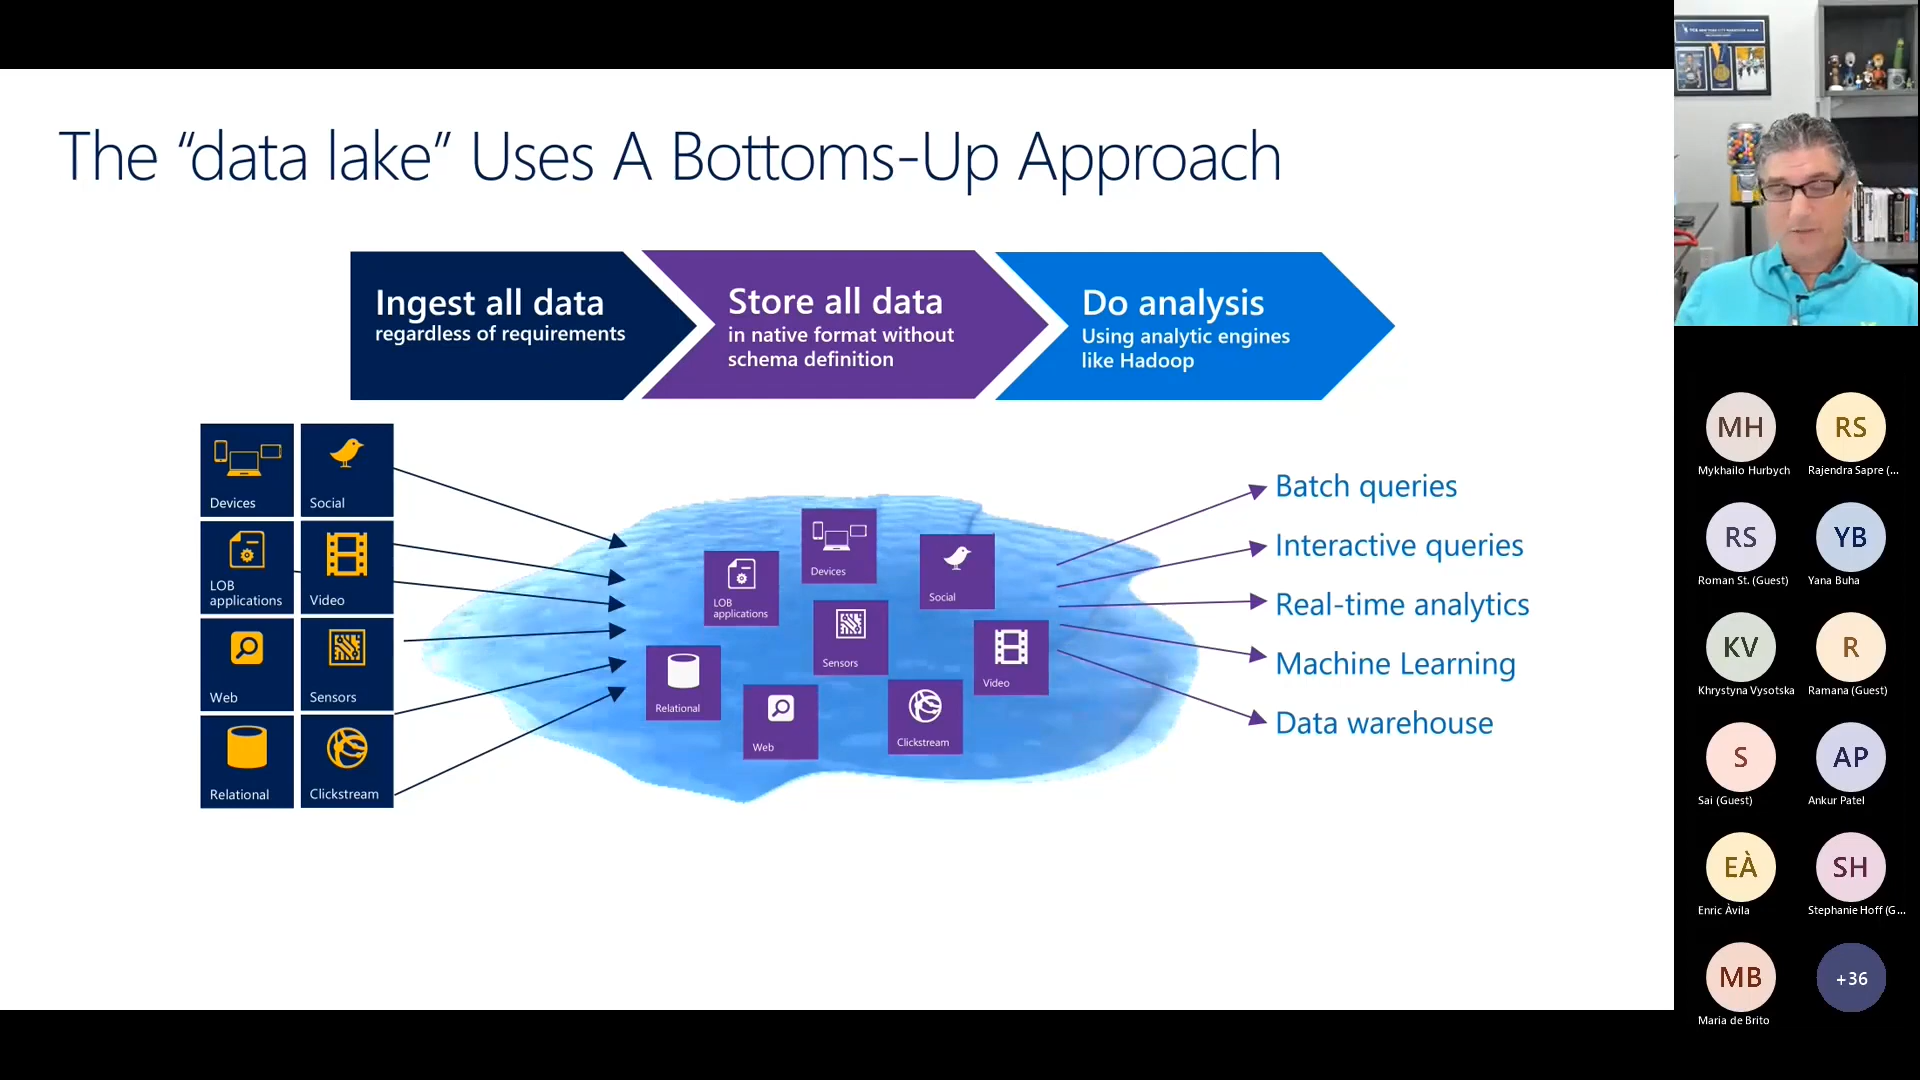 The “data lake” Uses A Bottoms-Up Approach
Ingest all data
regardless of requirements
Store all data
in native format without
schema definition
Do analysis
Using analytic engines
like Hadoop
Devices
Social
LOB
applications
Video
Web
Sensors
Relational
Clickstream
Devices
Social
LOB
applications
Sensors
Video
Relational
Web
Clickstream
Batch queries
Interactive queries
Real-time analytics
Machine Learning
Data warehouse
MH
Mykhailo Hurbych
RS
Rajendra Sapre (...
RS
Roman St. (Guest)
YB
Yana Buha
KV
Khrystyna Vysotska
R
Ramana (Guest)
S
Sai (Guest)
AP
Ankur Patel
EÀ
Enric Àvila
SH
Stephanie Hoff (G...
MB
Maria de Brito
+36